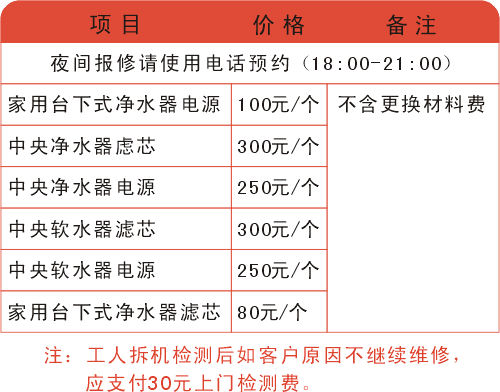 项目 价格 备注
夜间报修请使用电话预约（18:00-21:00）
家用台下式净水器电源 100元/个 不含更换材料费
中央净水器虑芯 300元/个
中央净水器电源 250元/个
中央软水器滤芯 300元/个
中央软水器电源 250元/个
家用台下式净水器滤芯 80元/个
注：工人拆机检测后如客户原因不继续维修，
应支付30元上门检测费。